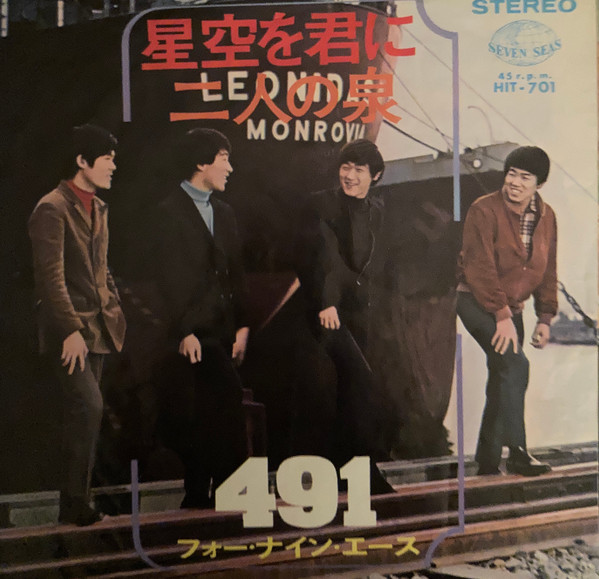 STEREO
SEVEN SEAS
45 r.p.m.
HIT-701
星空を君に
二人の泉
LEONIDA
MONROVIA
491
フォー・ナイン・エース